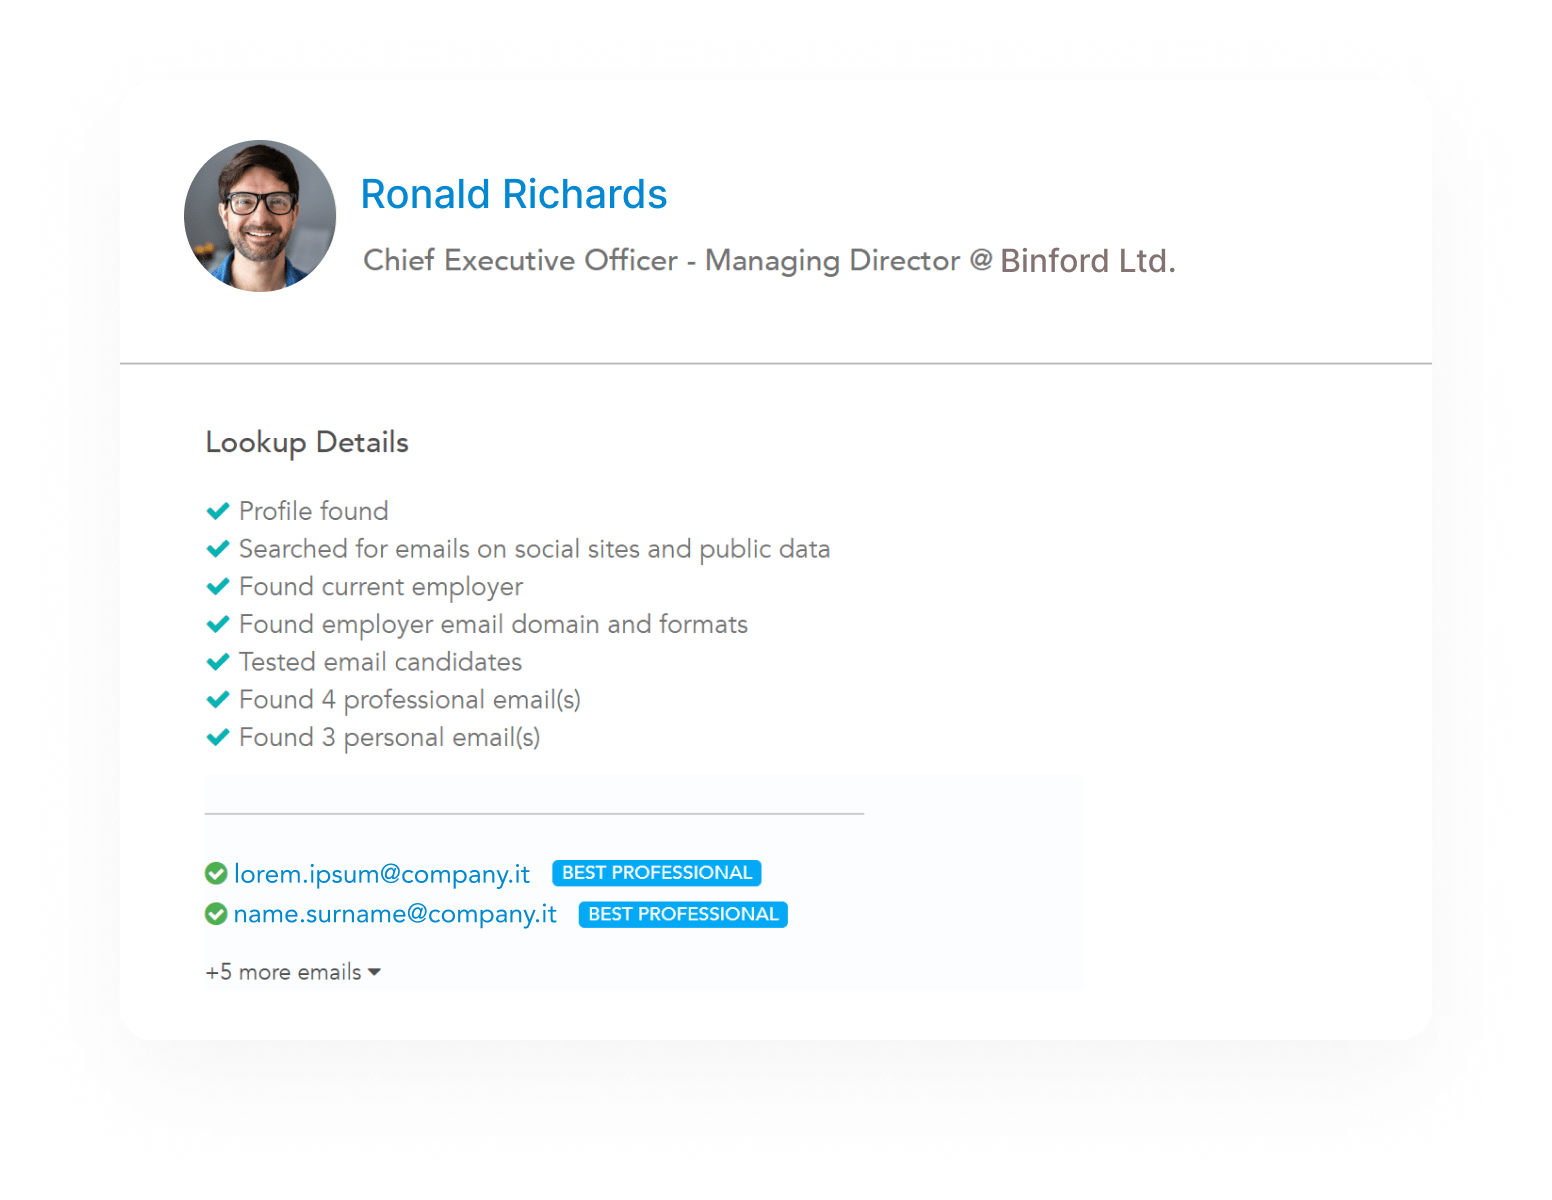 Ronald Richards
Chief Executive Officer - Managing Director @ Binford Ltd.
Lookup Details
Profile found
Searched for emails on social sites and public data
Found current employer
Found employer email domain and formats
Tested email candidates
Found 4 professional email(s)
Found 3 personal email(s)
lorem.ipsum@company.it BEST PROFESSIONAL
name.surname@company.it BEST PROFESSIONAL
+5 more emails